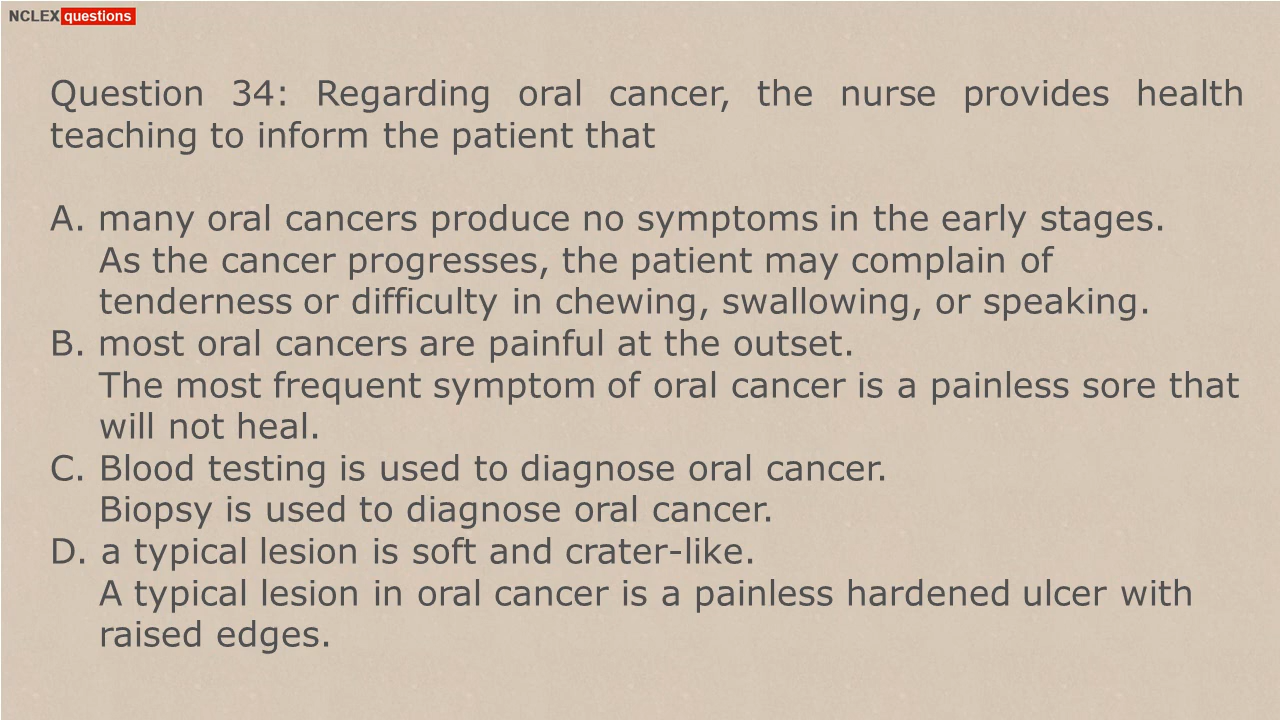 NCLEX questions
Question 34: Regarding oral cancer, the nurse provides health
teaching to inform the patient that
A. many oral cancers produce no symptoms in the early stages.
As the cancer progresses, the patient may complain of
tenderness or difficulty in chewing, swallowing, or speaking.
B. most oral cancers are painful at the outset.
The most frequent symptom of oral cancer is a painless sore that
will not heal.
C. Blood testing is used to diagnose oral cancer.
Biopsy is used to diagnose oral cancer.
D. a typical lesion is soft and crater-like.
A typical lesion in oral cancer is a painless hardened ulcer with
raised edges.